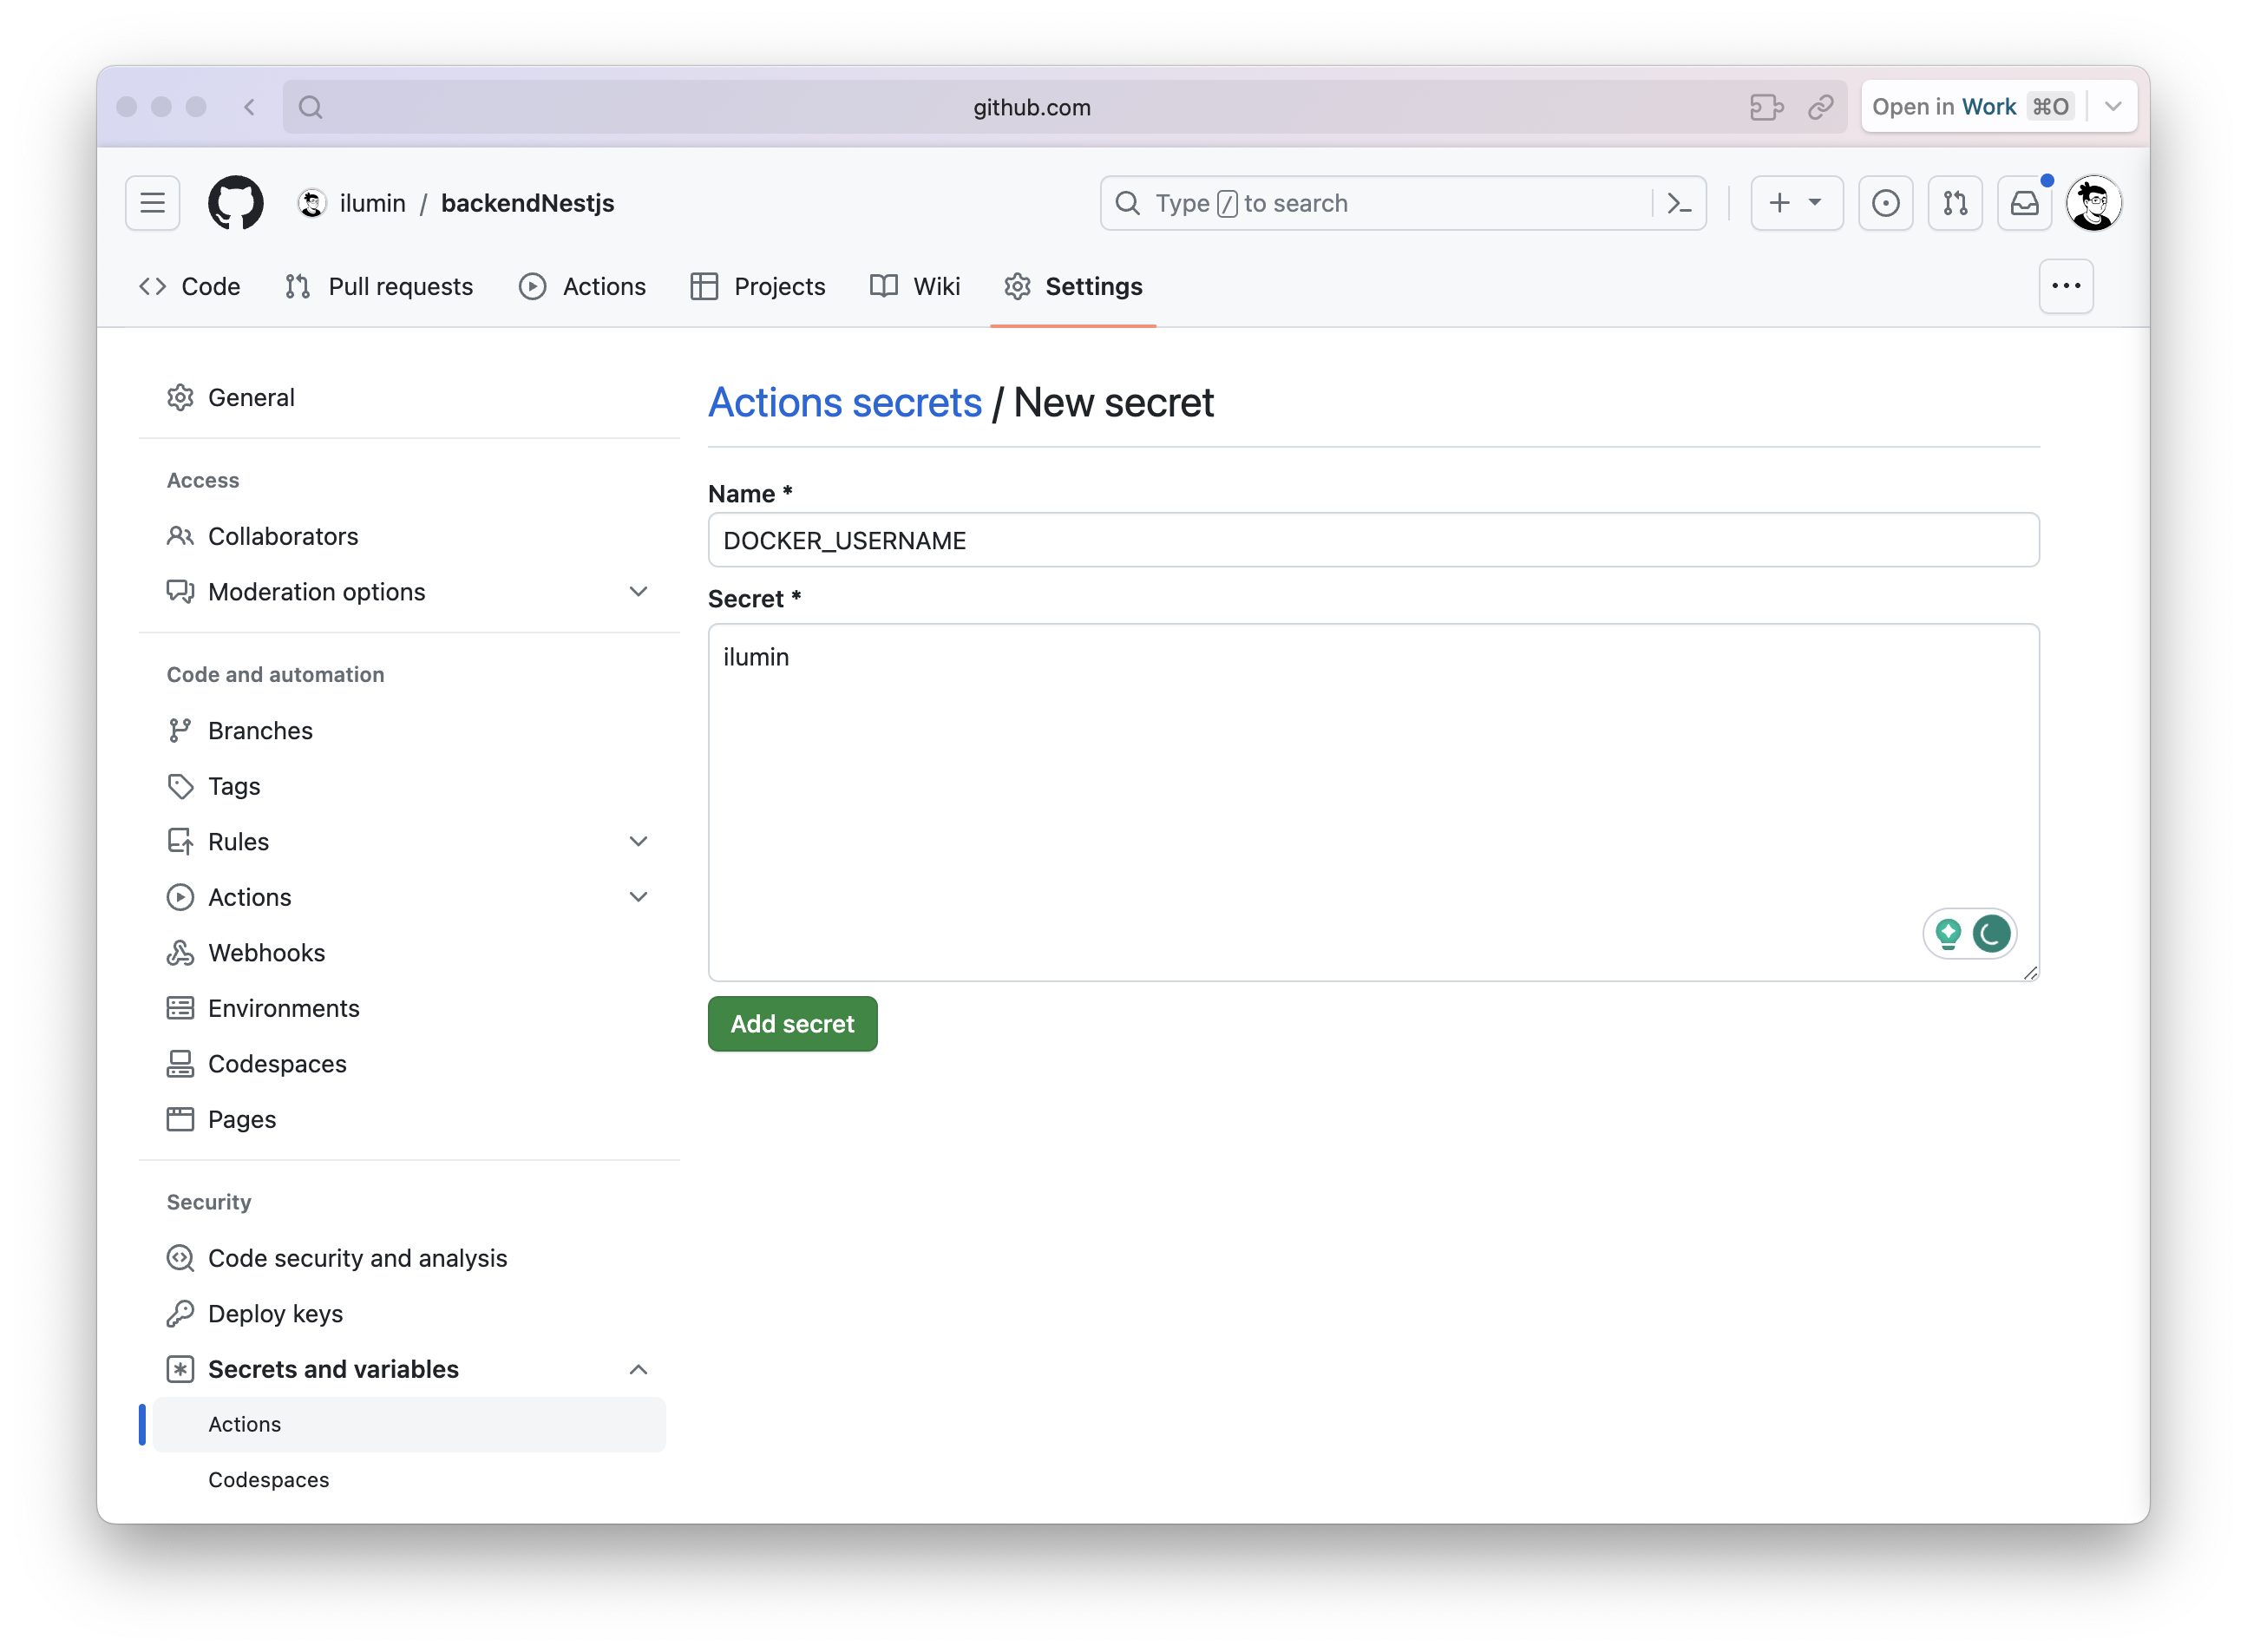 github.com
Open in Work ⌘O
ilumin / backendNestjs
Type / to search
Code Pull requests Actions Projects Wiki Settings
General
Access
Collaborators
Moderation options
Code and automation
Branches
Tags
Rules
Actions
Webhooks
Environments
Codespaces
Pages
Security
Code security and analysis
Deploy keys
Secrets and variables
Actions
Codespaces
Actions secrets / New secret
Name *
DOCKER_USERNAME
Secret *
ilumin
Add secret